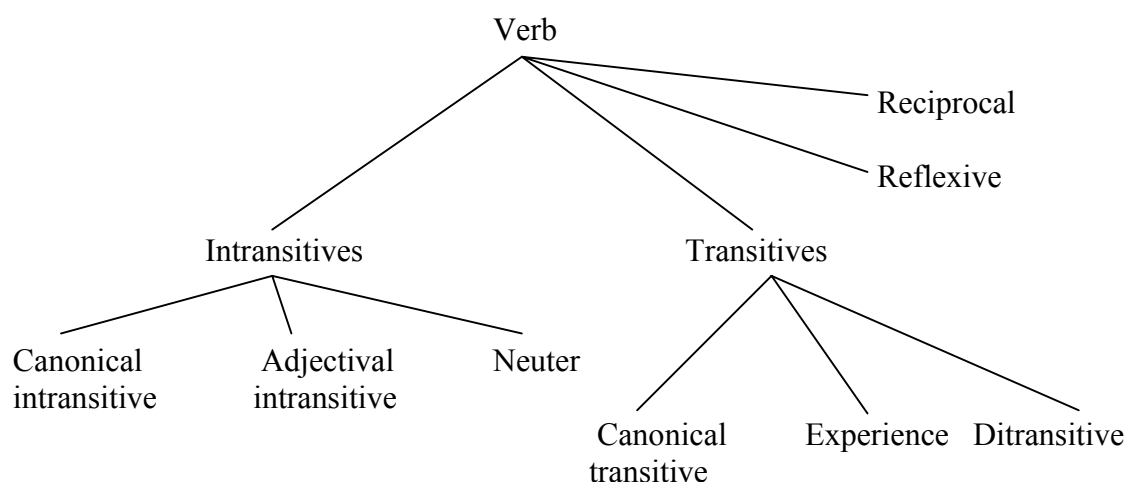 Verb
Reciprocal
Reflexive
Intransitives
Transitives
Canonical
intransitive
Adjectival
intransitive
Neuter
Canonical
transitive
Experience
Ditransitive